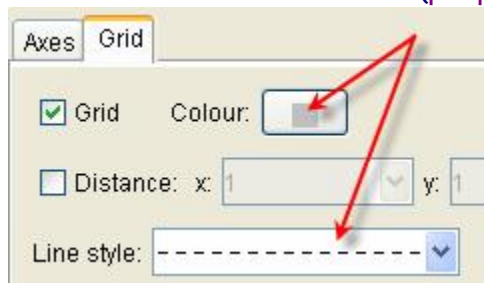 Axes Grid
Grid Colour:
Distance: x: 1 y: 1
Line style: